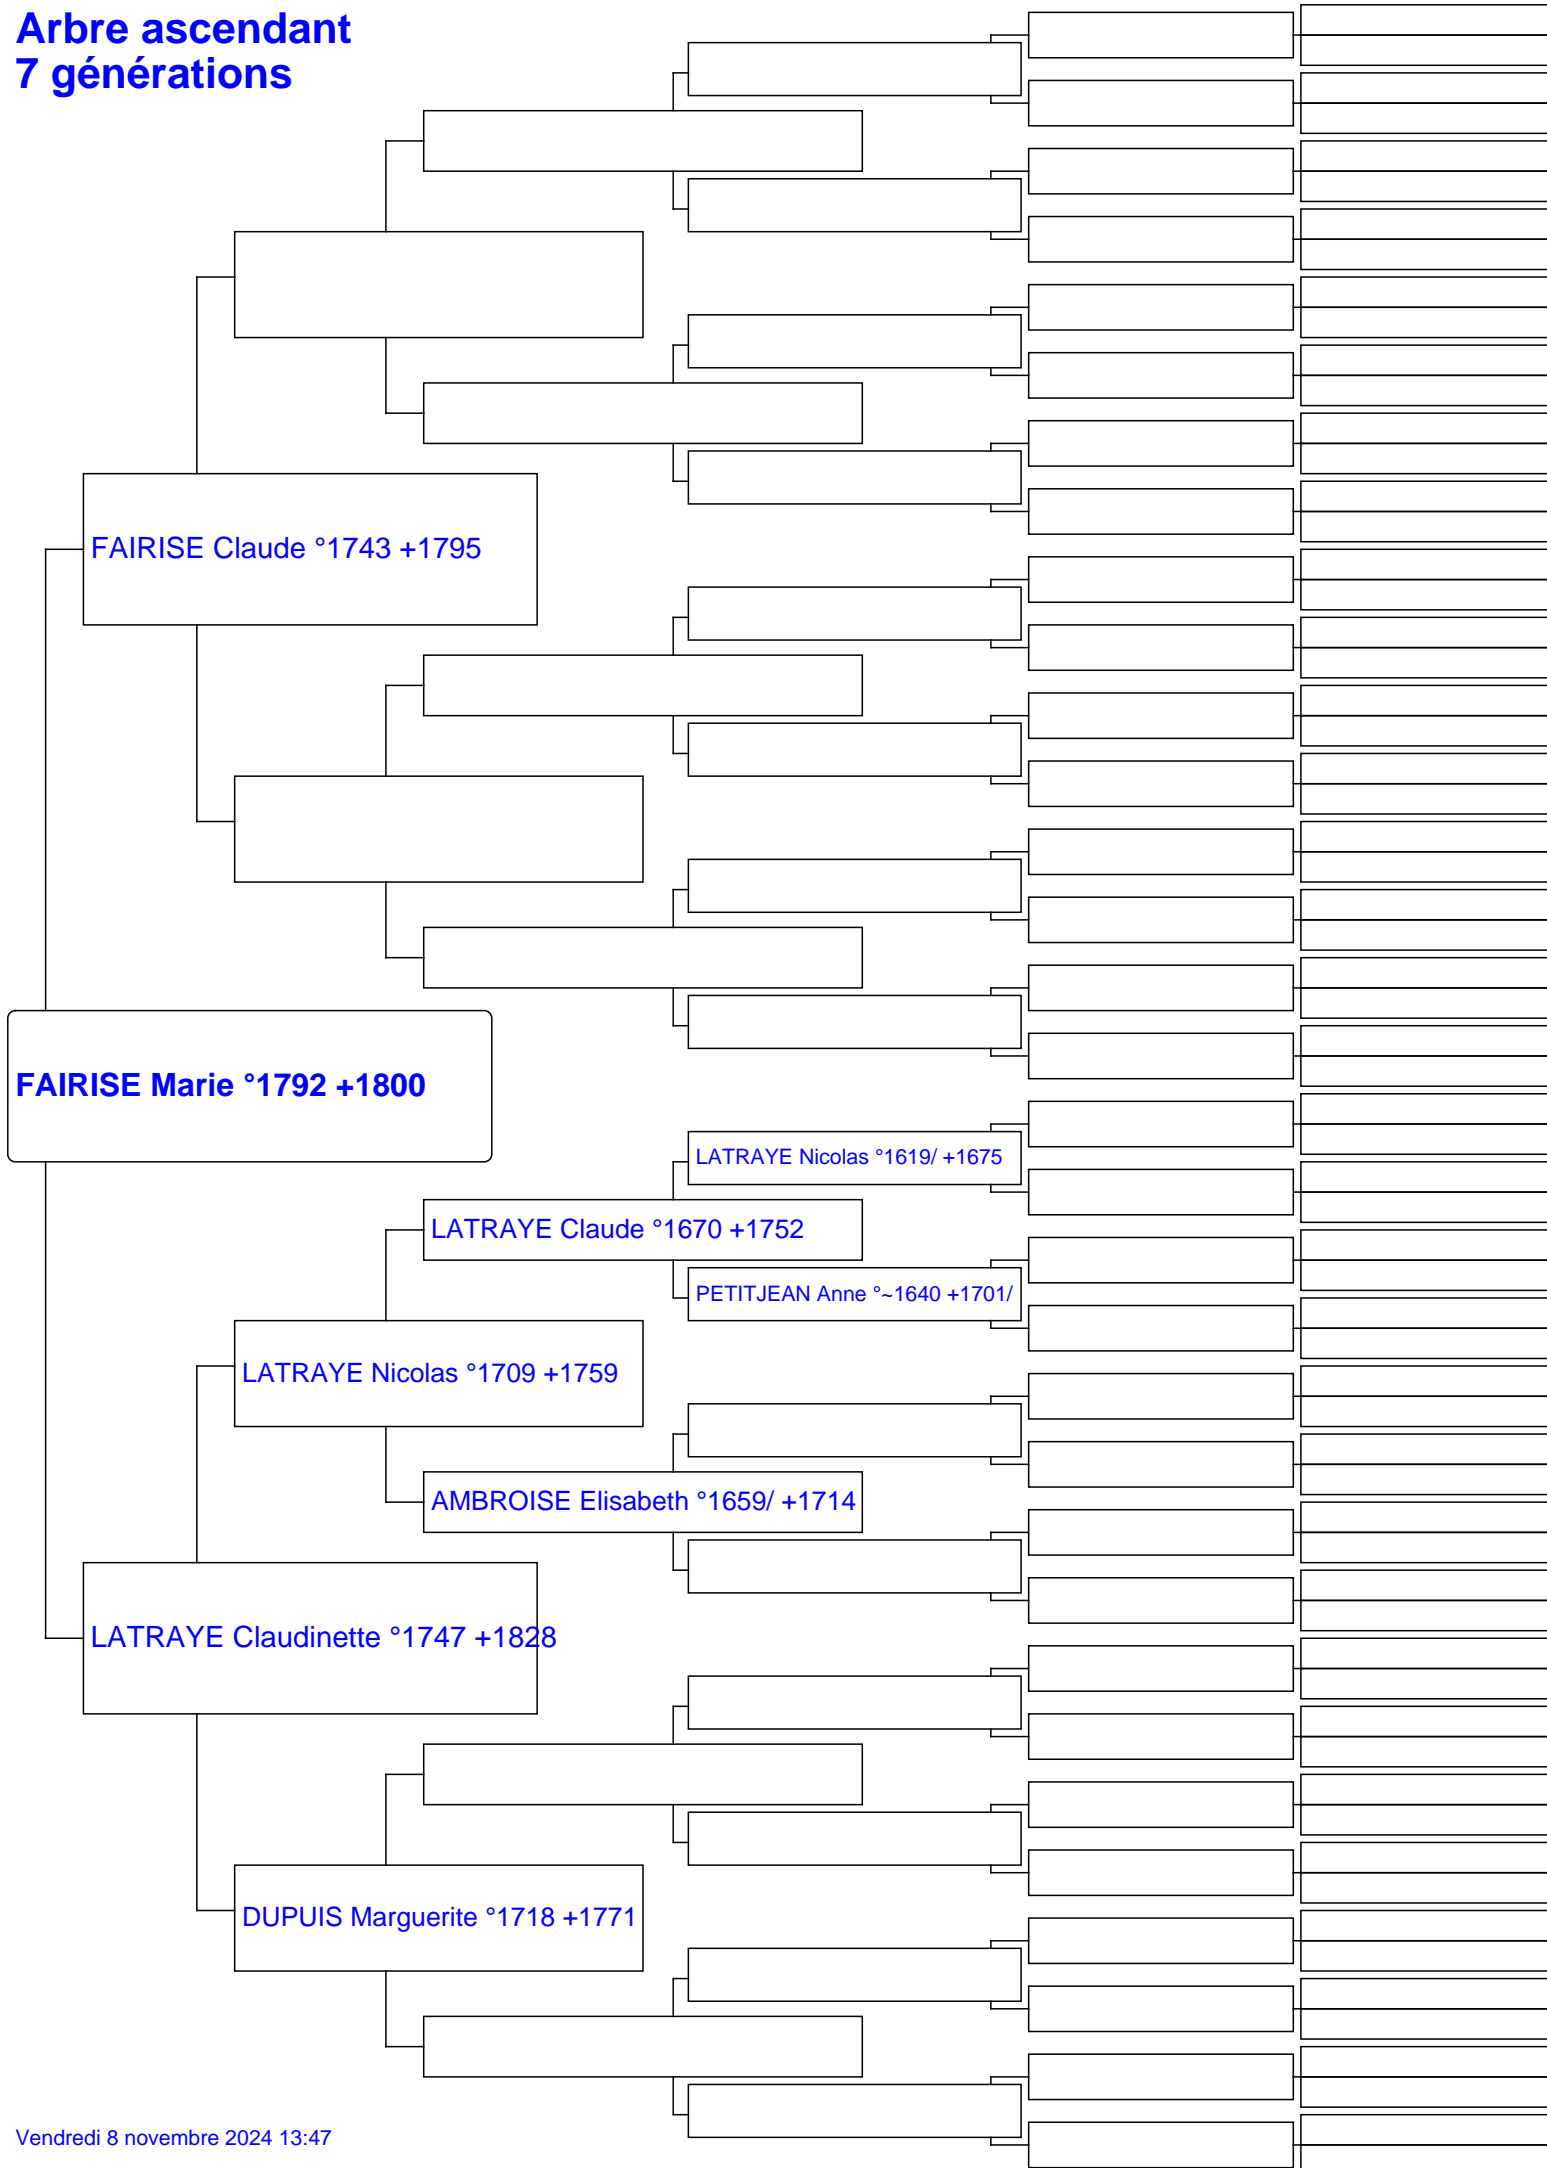 Arbre ascendant
7 générations
FAIRISE Claude °1743 +1795
FAIRISE Marie °1792 +1800
LATRAYE Nicolas °1619/ +1675
LATRAYE Claude °1670 +1752
PETITJEAN Anne °~1640 +1701/
LATRAYE Nicolas °1709 +1759
AMBROISE Elisabeth °1659/ +1714
LATRAYE Claudinette °1747 +1828
DUPUIS Marguerite °1718 +1771
Vendredi 8 novembre 2024 13:47